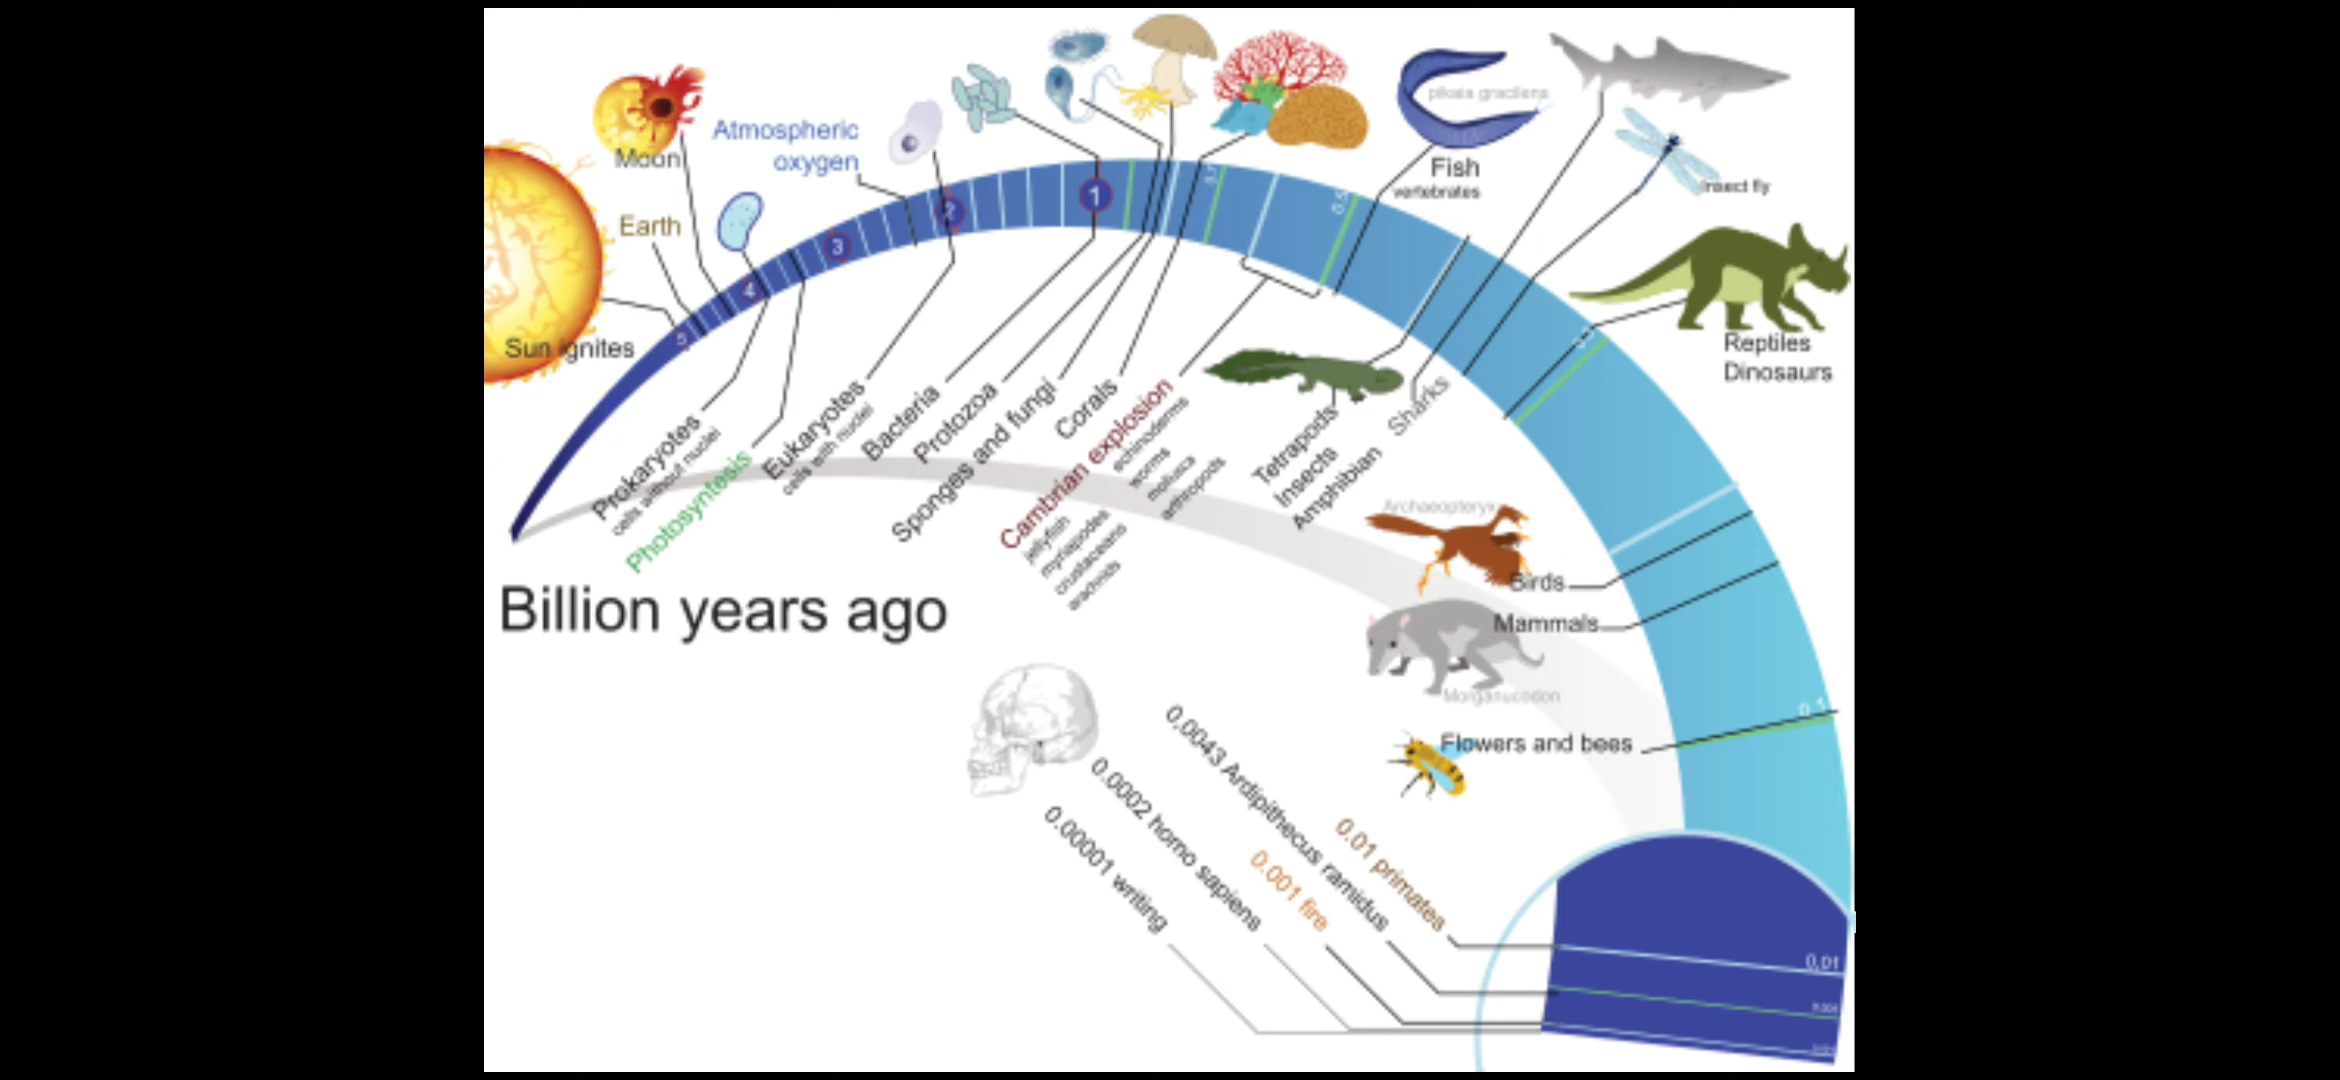 pikaia gracilens
Moon
Atmospheric
oxygen
Fish
vertebrates
Insect fly
Earth
1
2
3
4
5
0.5
Sun ignites
Reptiles
Dinosaurs
Prokaryotes
cells without nuclei
Photosyntesis
Eukaryotes
cells with nuclei
Bacteria
Protozoa
Sponges and fungi
Corals
Cambrian explosion
echinoderms
worms
mollusca
arthropods
jellyfish
myriapodes
crustaceans
arachnids
Tetrapods
Insects
Amphibian
Sharks
Archaeopteryx
Birds
Mammals
Morganucodon
0.1
Flowers and bees
Billion years ago
0.0043 Ardipithecus ramidus
0.0002 homo sapiens
0.00001 writing
0.001 fire
0.01 primates
0,01